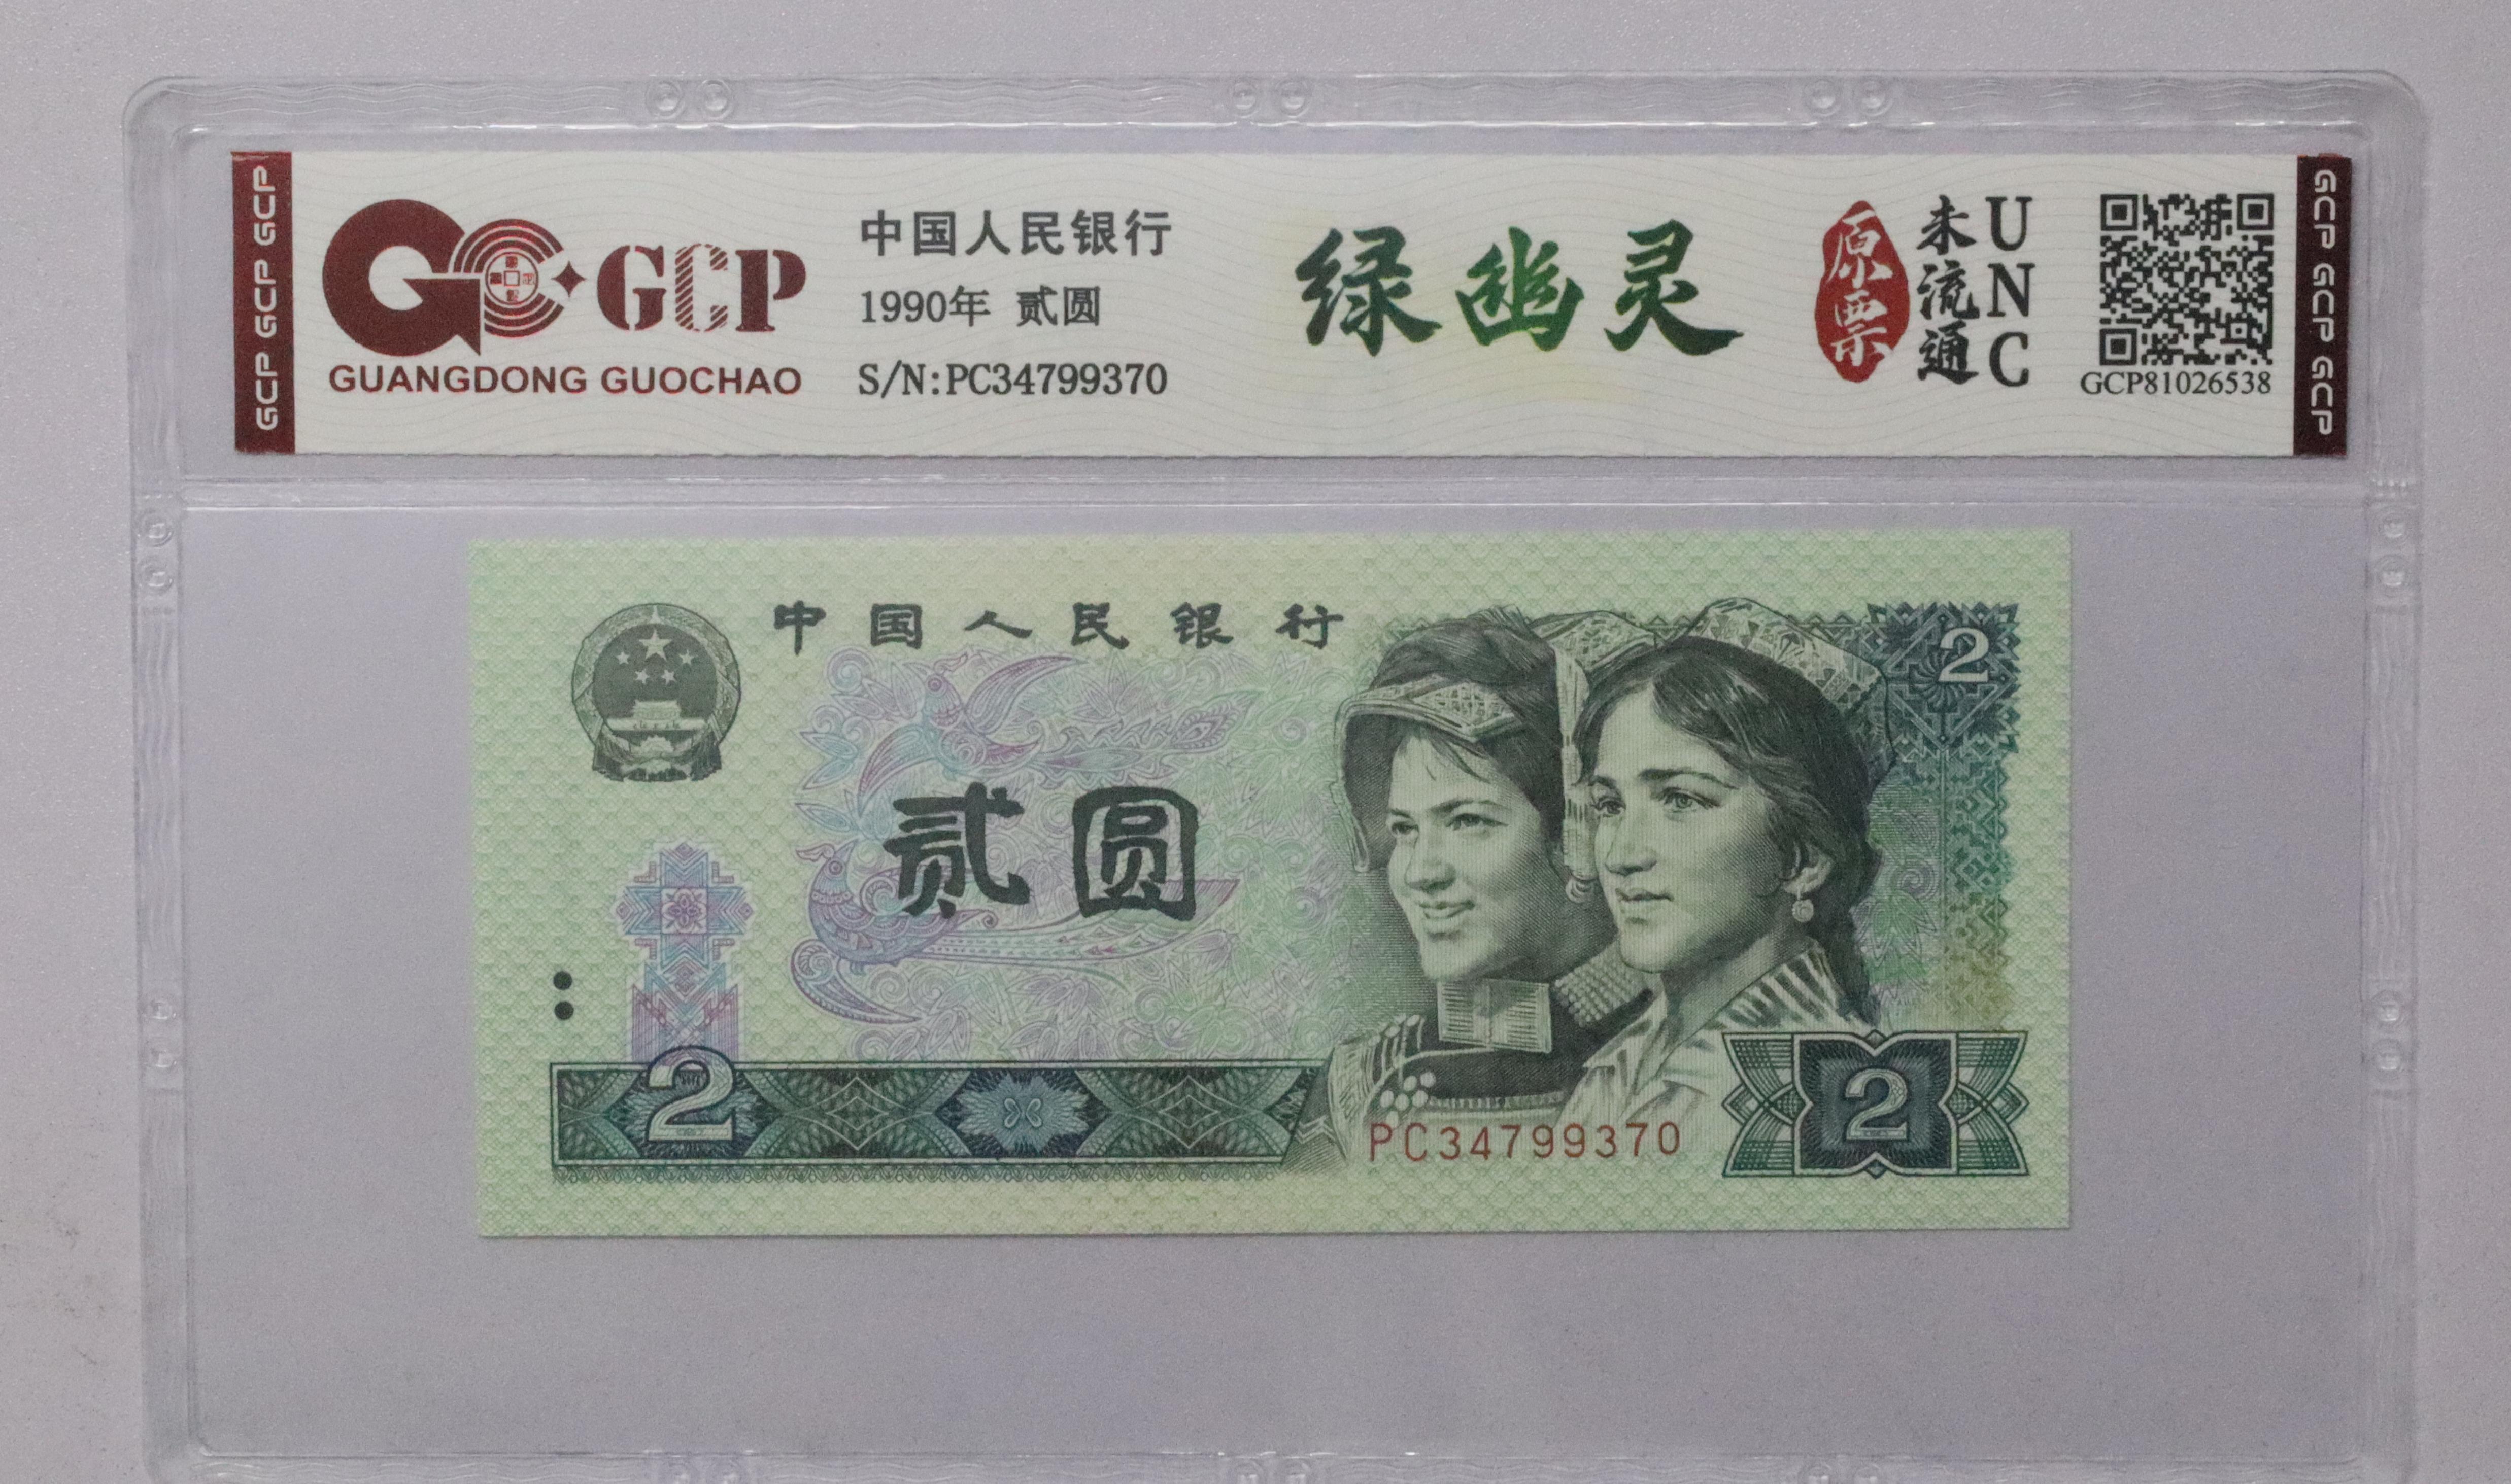 GCP GCP GCP
GCP
GUANGDONG GUOCHAO
中国人民银行
1990年 贰圆
S/N:PC34799370
绿幽灵
原票
未流通
UNC
GCP81026538
GCP GCP GCP
中国人民银行
2
贰圆
2
PC34799370
2